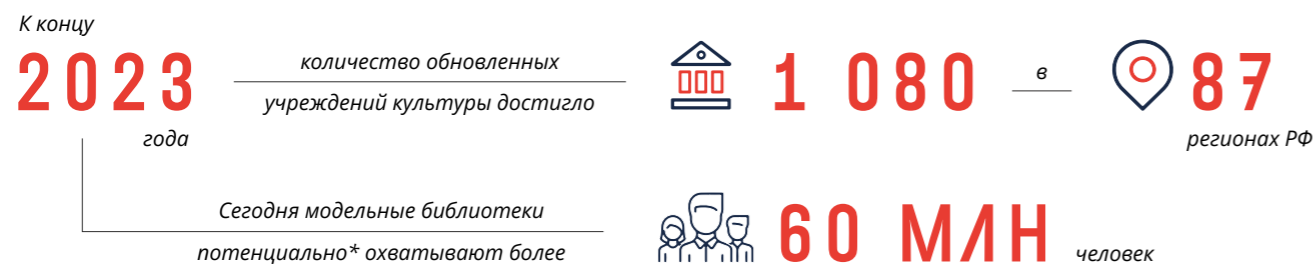 К концу
2023
года
количество обновленных
учреждений культуры достигло
1 080
в
87
регионах РФ
Сегодня модельные библиотеки
потенциально* охватывают более
60 МЛН
человек